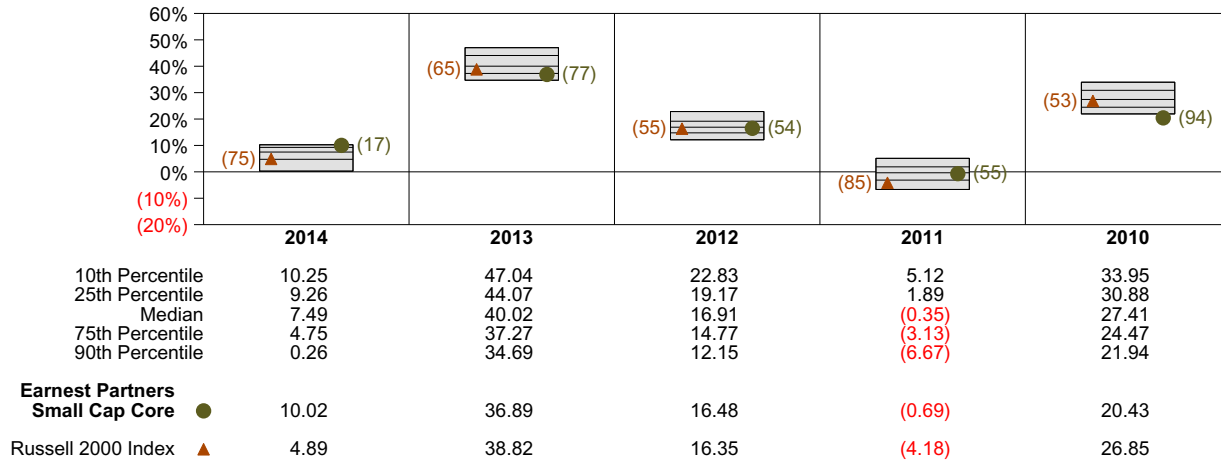 60%
50%
40%
30%
20%
10%
0%
(10%)
(20%)
(75) (17)
(65) (77)
(55) (54)
(85) (55)
(53) (94)
2014 2013 2012 2011 2010
10th Percentile 10.25 47.04 22.83 5.12 33.95
25th Percentile 9.26 44.07 19.17 1.89 30.88
Median 7.49 40.02 16.91 (0.35) 27.41
75th Percentile 4.75 37.27 14.77 (3.13) 24.47
90th Percentile 0.26 34.69 12.15 (6.67) 21.94
Earnest Partners
Small Cap Core 10.02 36.89 16.48 (0.69) 20.43
Russell 2000 Index 4.89 38.82 16.35 (4.18) 26.85